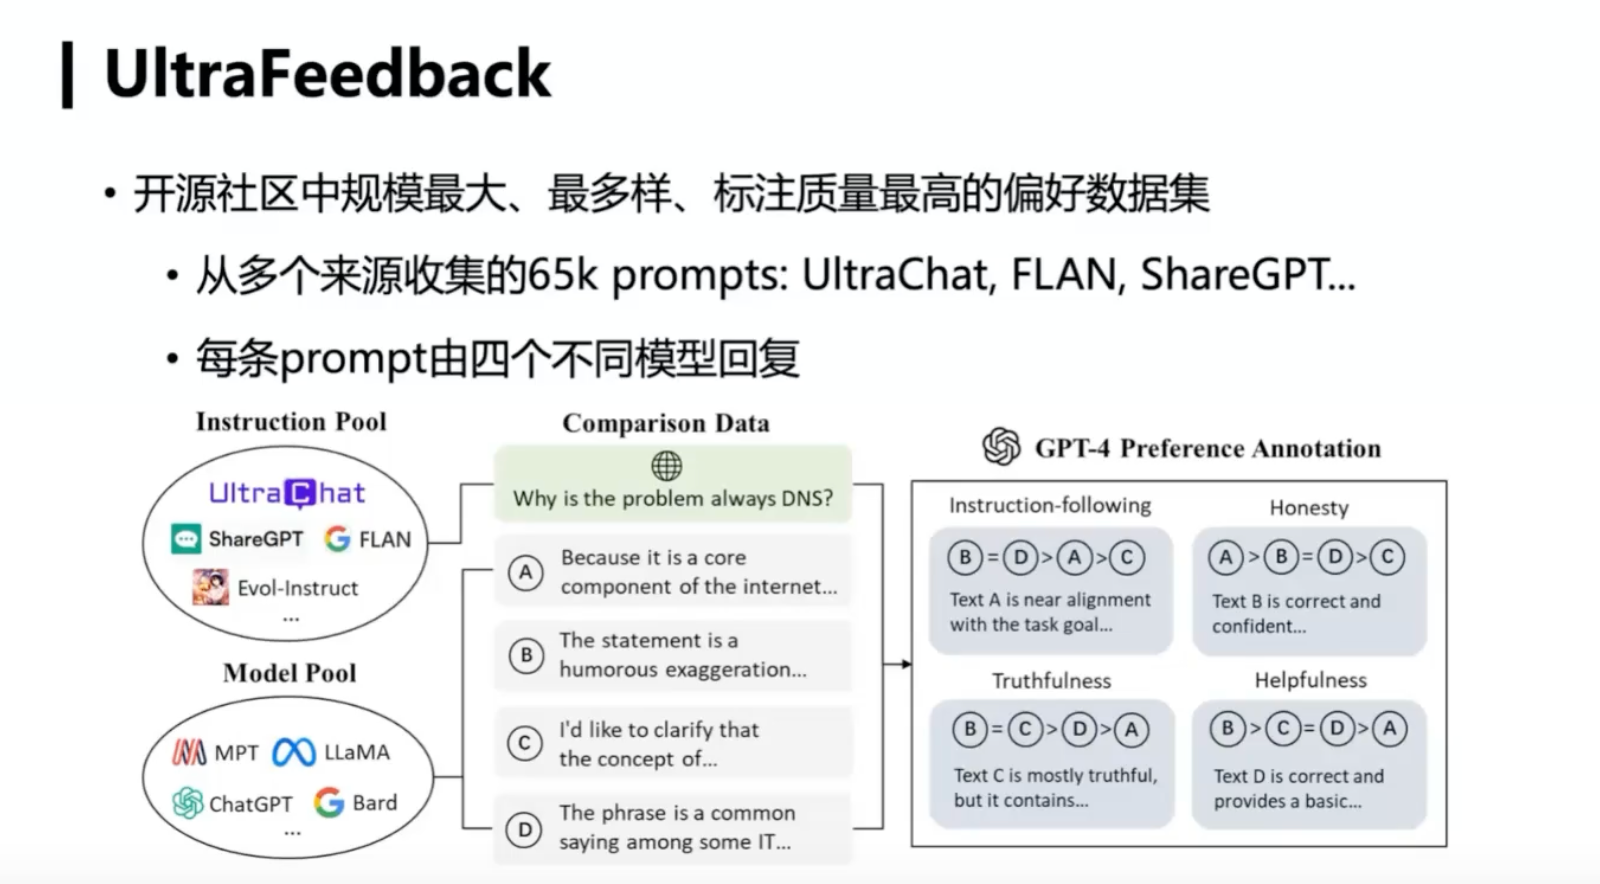 UltraFeedback
• 开源社区中规模最大、最多样、标注质量最高的偏好数据集
• 从多个来源收集的65k prompts: UltraChat, FLAN, ShareGPT...
• 每条prompt由四个不同模型回复
Instruction Pool
UltraChat
ShareGPT
FLAN
Evol-Instruct
...
Model Pool
MPT
LLaMA
ChatGPT
Bard
...
Comparison Data
Why is the problem always DNS?
A
Because it is a core
component of the internet...
B
The statement is a
humorous exaggeration...
C
I'd like to clarify that
the concept of...
D
The phrase is a common
saying among some IT...
GPT-4 Preference Annotation
Instruction-following
B=D>A>C
Text A is near alignment
with the task goal...
Honesty
A>B=D>C
Text B is correct and
confident...
Truthfulness
B=C>D>A
Text C is mostly truthful,
but it contains...
Helpfulness
B>C=D>A
Text D is correct and
provides a basic...